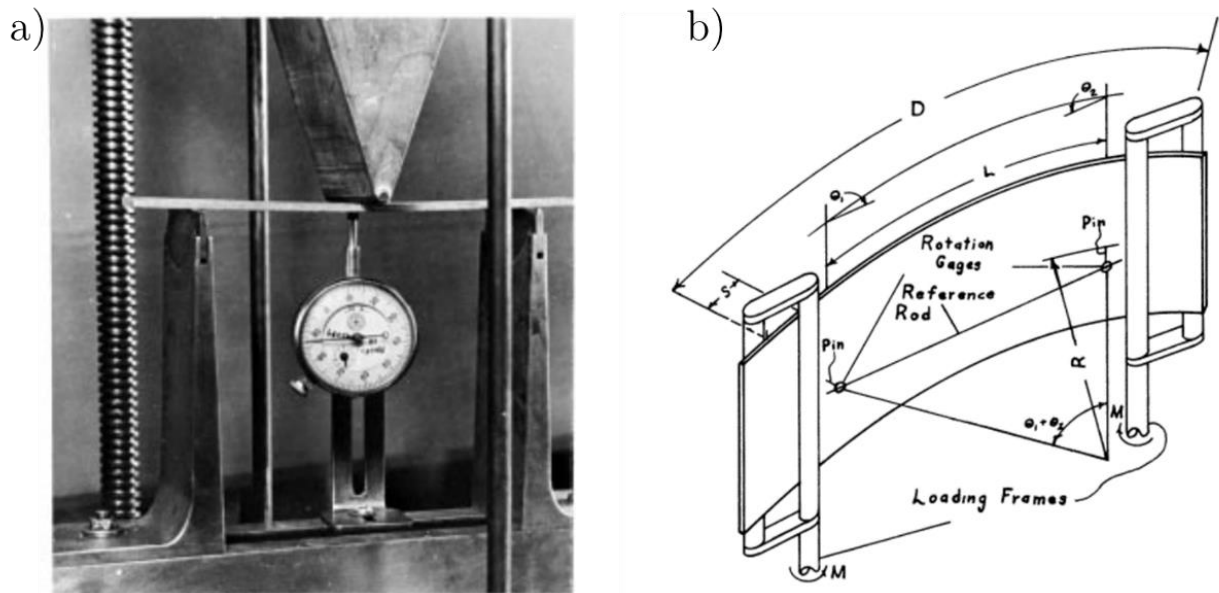 a)
b)
D
θ₂
L
θ₁
S
Pin
Rotation
Gages
Reference
Rod
Pin
R
θ₁ + θ₂
M
Loading Frames
M